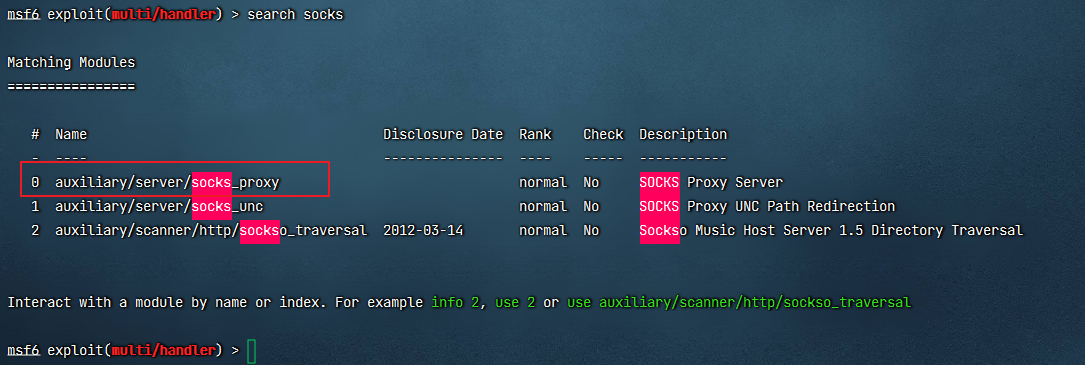 msf6 exploit(multi/handler) > search socks
Matching Modules
================
#  Name                                     Disclosure Date  Rank    Check  Description
-  ----                                     ---------------  ----    -----  -----------
0  auxiliary/server/socks_proxy                              normal  No     SOCKS Proxy Server
1  auxiliary/server/socks_unc                                normal  No     SOCKS Proxy UNC Path Redirection
2  auxiliary/scanner/http/sockso_traversal  2012-03-14       normal  No     Sockso Music Host Server 1.5 Directory Traversal
Interact with a module by name or index. For example info 2, use 2 or use auxiliary/scanner/http/sockso_traversal
msf6 exploit(multi/handler) >